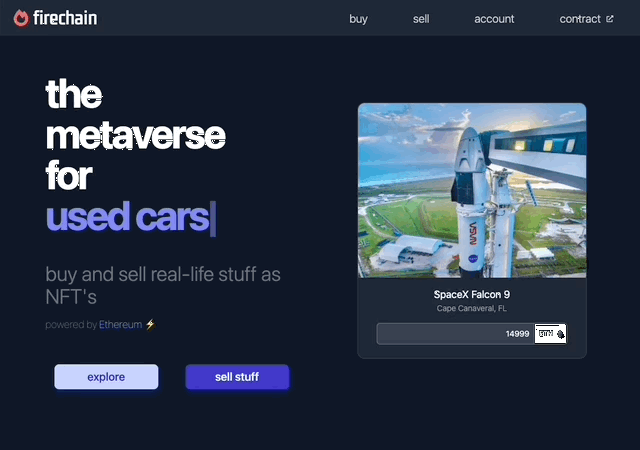 firechain
buy
sell
account
contract
the
metaverse
for
used cars
buy and sell real-life stuff as
NFT's
powered by Ethereum ⚡
explore
sell stuff
NASA
SpaceX Falcon 9
Cape Canaveral, FL
14999